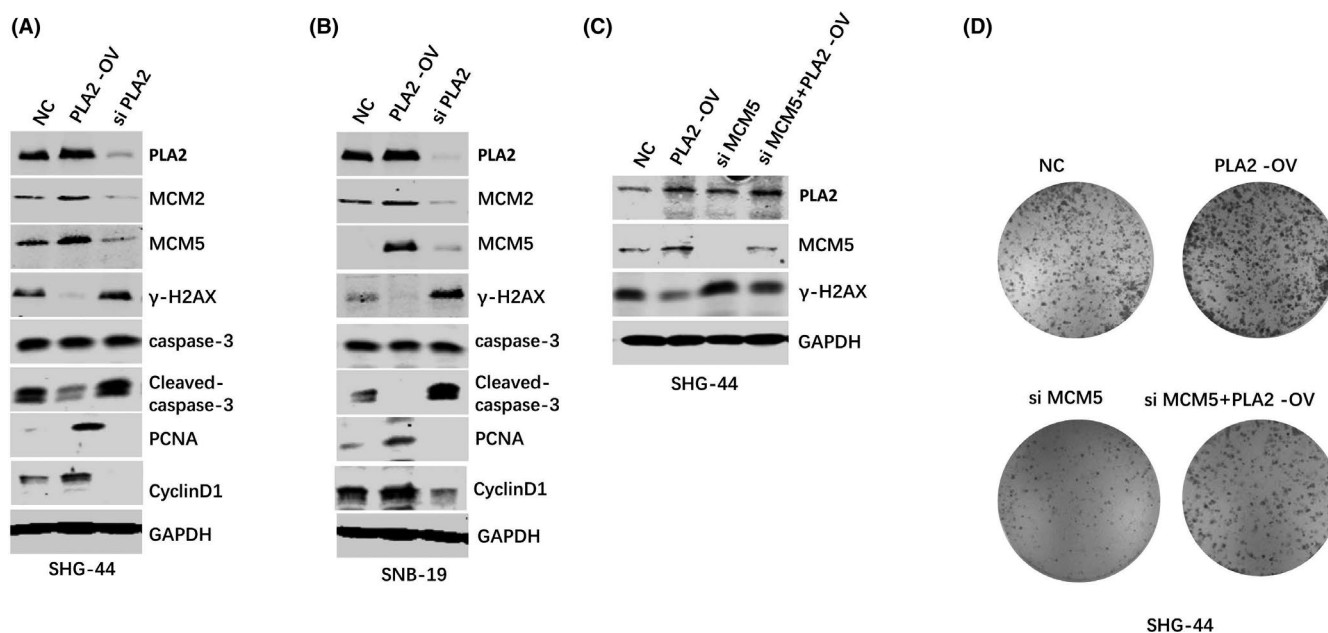 (A)
NC
PLA2 -OV
si PLA2
PLA2
MCM2
MCM5
γ-H2AX
caspase-3
Cleaved-
caspase-3
PCNA
CyclinD1
GAPDH
SHG-44
(B)
NC
PLA2 -OV
si PLA2
PLA2
MCM2
MCM5
γ-H2AX
caspase-3
Cleaved-
caspase-3
PCNA
CyclinD1
GAPDH
SNB-19
(C)
NC
PLA2 -OV
si MCM5
si MCM5+PLA2 -OV
PLA2
MCM5
γ-H2AX
GAPDH
SHG-44
(D)
NC
PLA2 -OV
si MCM5
si MCM5+PLA2 -OV
SHG-44